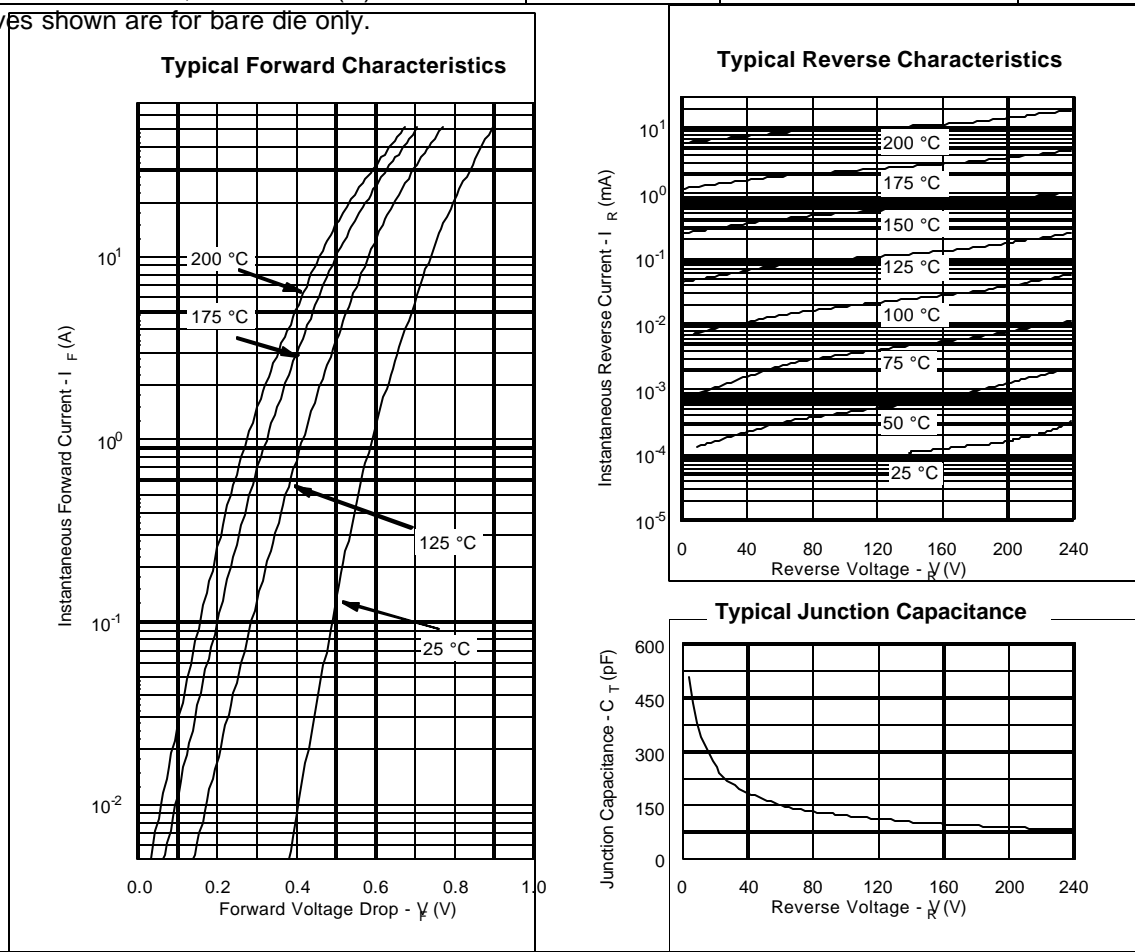 yes shown are for bare die only.
Typical Forward Characteristics
Instantaneous Forward Current - I F (A)
10¹
10⁰
10⁻¹
10⁻²
200 °C
175 °C
125 °C
25 °C
0.0 0.2 0.4 0.6 0.8 1.0
Forward Voltage Drop - VF (V)
Typical Reverse Characteristics
Instantaneous Reverse Current - I R (mA)
10¹
10⁰
10⁻¹
10⁻²
10⁻³
10⁻⁴
10⁻⁵
200 °C
175 °C
150 °C
125 °C
100 °C
75 °C
50 °C
25 °C
0 40 80 120 160 200 240
Reverse Voltage - VR (V)
Typical Junction Capacitance
Junction Capacitance - C T (pF)
600
450
300
150
0
0 40 80 120 160 200 240
Reverse Voltage - VR (V)